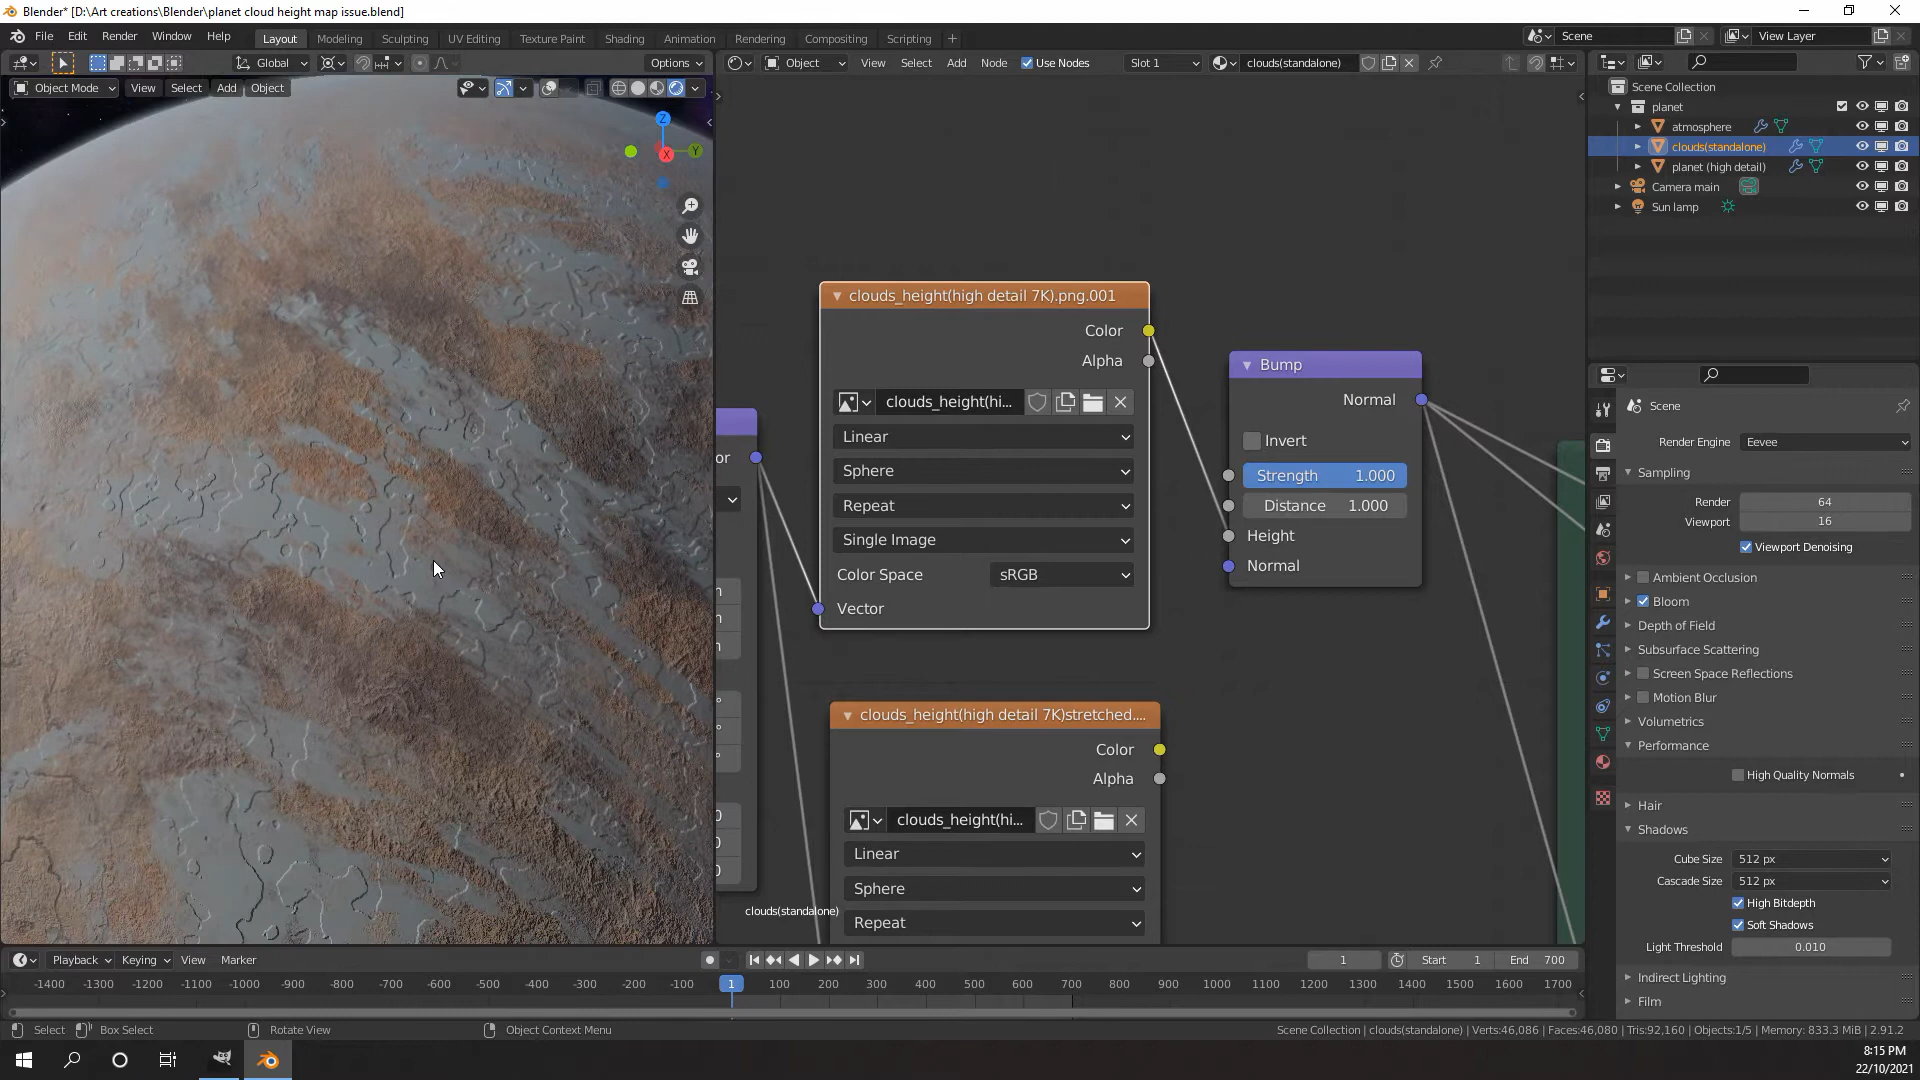 Blender* [D:\Art creations\Blender\planet cloud height map issue.blend]
File Edit Render Window Help Layout Modeling Sculpting UV Editing Texture Paint Shading Animation Rendering Compositing Scripting + Scene View Layer
Global Options Object View Select Add Node Use Nodes Slot 1 clouds(standalone)
Object Mode View Select Add Object
Z
Y
X
Scene Collection
planet
atmosphere
clouds(standalone)
planet (high detail)
Camera main
Sun lamp
clouds_height(high detail 7K).png.001
Color
Alpha
clouds_height(hi...
Linear
Sphere
Repeat
Single Image
Color Space sRGB
Vector
Bump
Normal
Invert
Strength 1.000
Distance 1.000
Height
Normal
or
clouds_height(high detail 7K)stretched....
Color
Alpha
clouds_height(hi...
Linear
Sphere
Repeat
clouds(standalone)
Scene
Render Engine Eevee
Sampling
Render 64
Viewport 16
Viewport Denoising
Ambient Occlusion
Bloom
Depth of Field
Subsurface Scattering
Screen Space Reflections
Motion Blur
Volumetrics
Performance
High Quality Normals
Hair
Shadows
Cube Size 512 px
Cascade Size 512 px
High Bitdepth
Soft Shadows
Light Threshold 0.010
Indirect Lighting
Film
Playback Keying View Marker 1 Start 1 End 700
-1400 -1300 -1200 -1100 -1000 -900 -800 -700 -600 -500 -400 -300 -200 -100 1 100 200 300 400 500 600 700 800 900 1000 1100 1200 1300 1400 1500 1600 1700
Select Box Select Rotate View Object Context Menu Scene Collection | clouds(standalone) | Verts:46,086 | Faces:46,080 | Tris:92,160 | Objects:1/5 | Memory: 833.3 MiB | 2.91.2
8:15 PM
22/10/2021